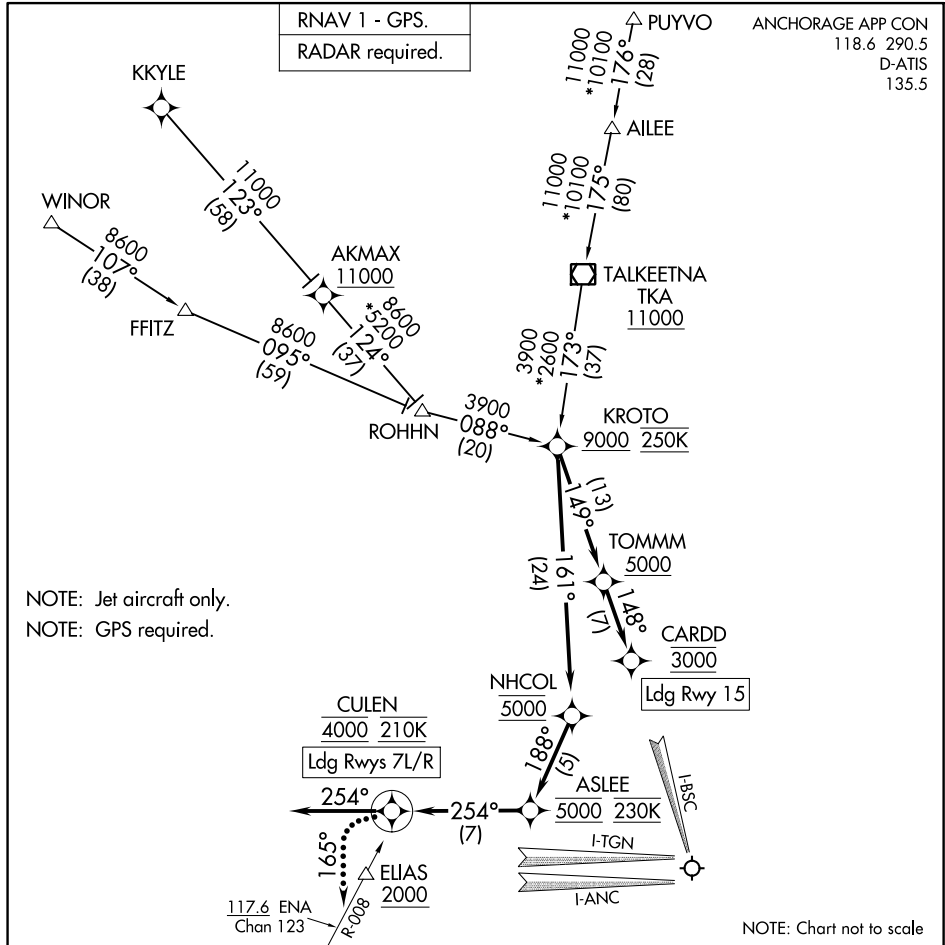 RNAV 1 - GPS.
RADAR required.
PUYVO
ANCHORAGE APP CON
118.6 290.5
D-ATIS
135.5
11000
*10100
176°
(28)
KKYLE
AILEE
11000
123°
(58)
11000
*10100
175°
(80)
WINOR
8600
107°
(38)
AKMAX
11000
TALKEETNA
TKA
11000
FFITZ
8600
095°
(59)
8600
*5200
124°
(37)
3900
*2600
173°
(37)
ROHHN
3900
088°
(20)
KROTO
9000 250K
(13)
149°
161°
(24)
TOMMM
5000
148°
(7)
NOTE: Jet aircraft only.
NOTE: GPS required.
CARDD
3000
Ldg Rwy 15
NHCOL
5000
CULEN
4000 210K
Ldg Rwys 7L/R
188°
(5)
ASLEE
5000 230K
254°
254°
(7)
165°
I-BSC
I-TGN
I-ANC
ELIAS
2000
R-008
117.6 ENA
Chan 123
NOTE: Chart not to scale